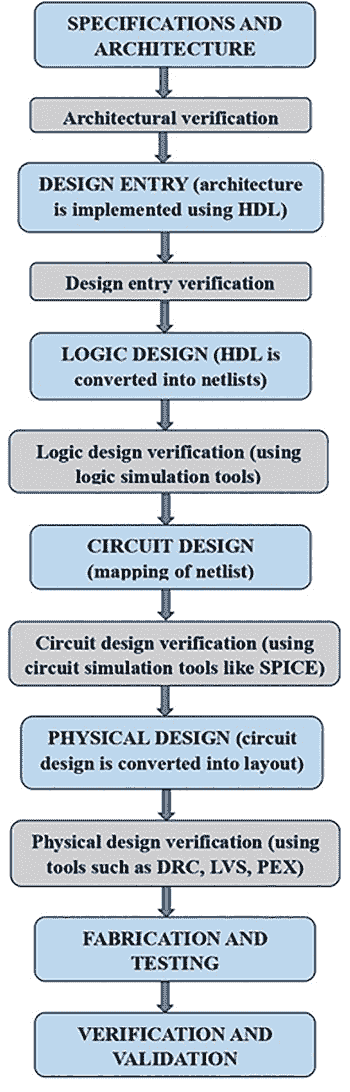 SPECIFICATIONS AND
ARCHITECTURE
Architectural verification
DESIGN ENTRY (architecture
is implemented using HDL)
Design entry verification
LOGIC DESIGN (HDL is
converted into netlists)
Logic design verification (using
logic simulation tools)
CIRCUIT DESIGN
(mapping of netlist)
Circuit design verification (using
circuit simulation tools like SPICE)
PHYSICAL DESIGN (circuit
design is converted into layout)
Physical design verification (using
tools such as DRC, LVS, PEX)
FABRICATION AND
TESTING
VERIFICATION AND
VALIDATION